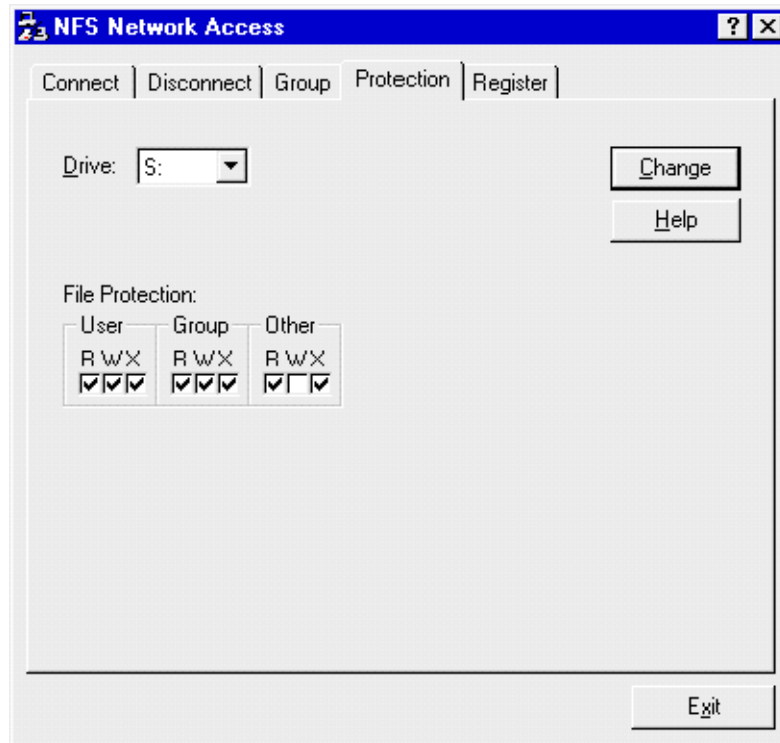 NFS Network Access
Connect Disconnect Group Protection Register
Drive: S: Change
Help
File Protection:
User Group Other
R W X R W X R W X
Exit